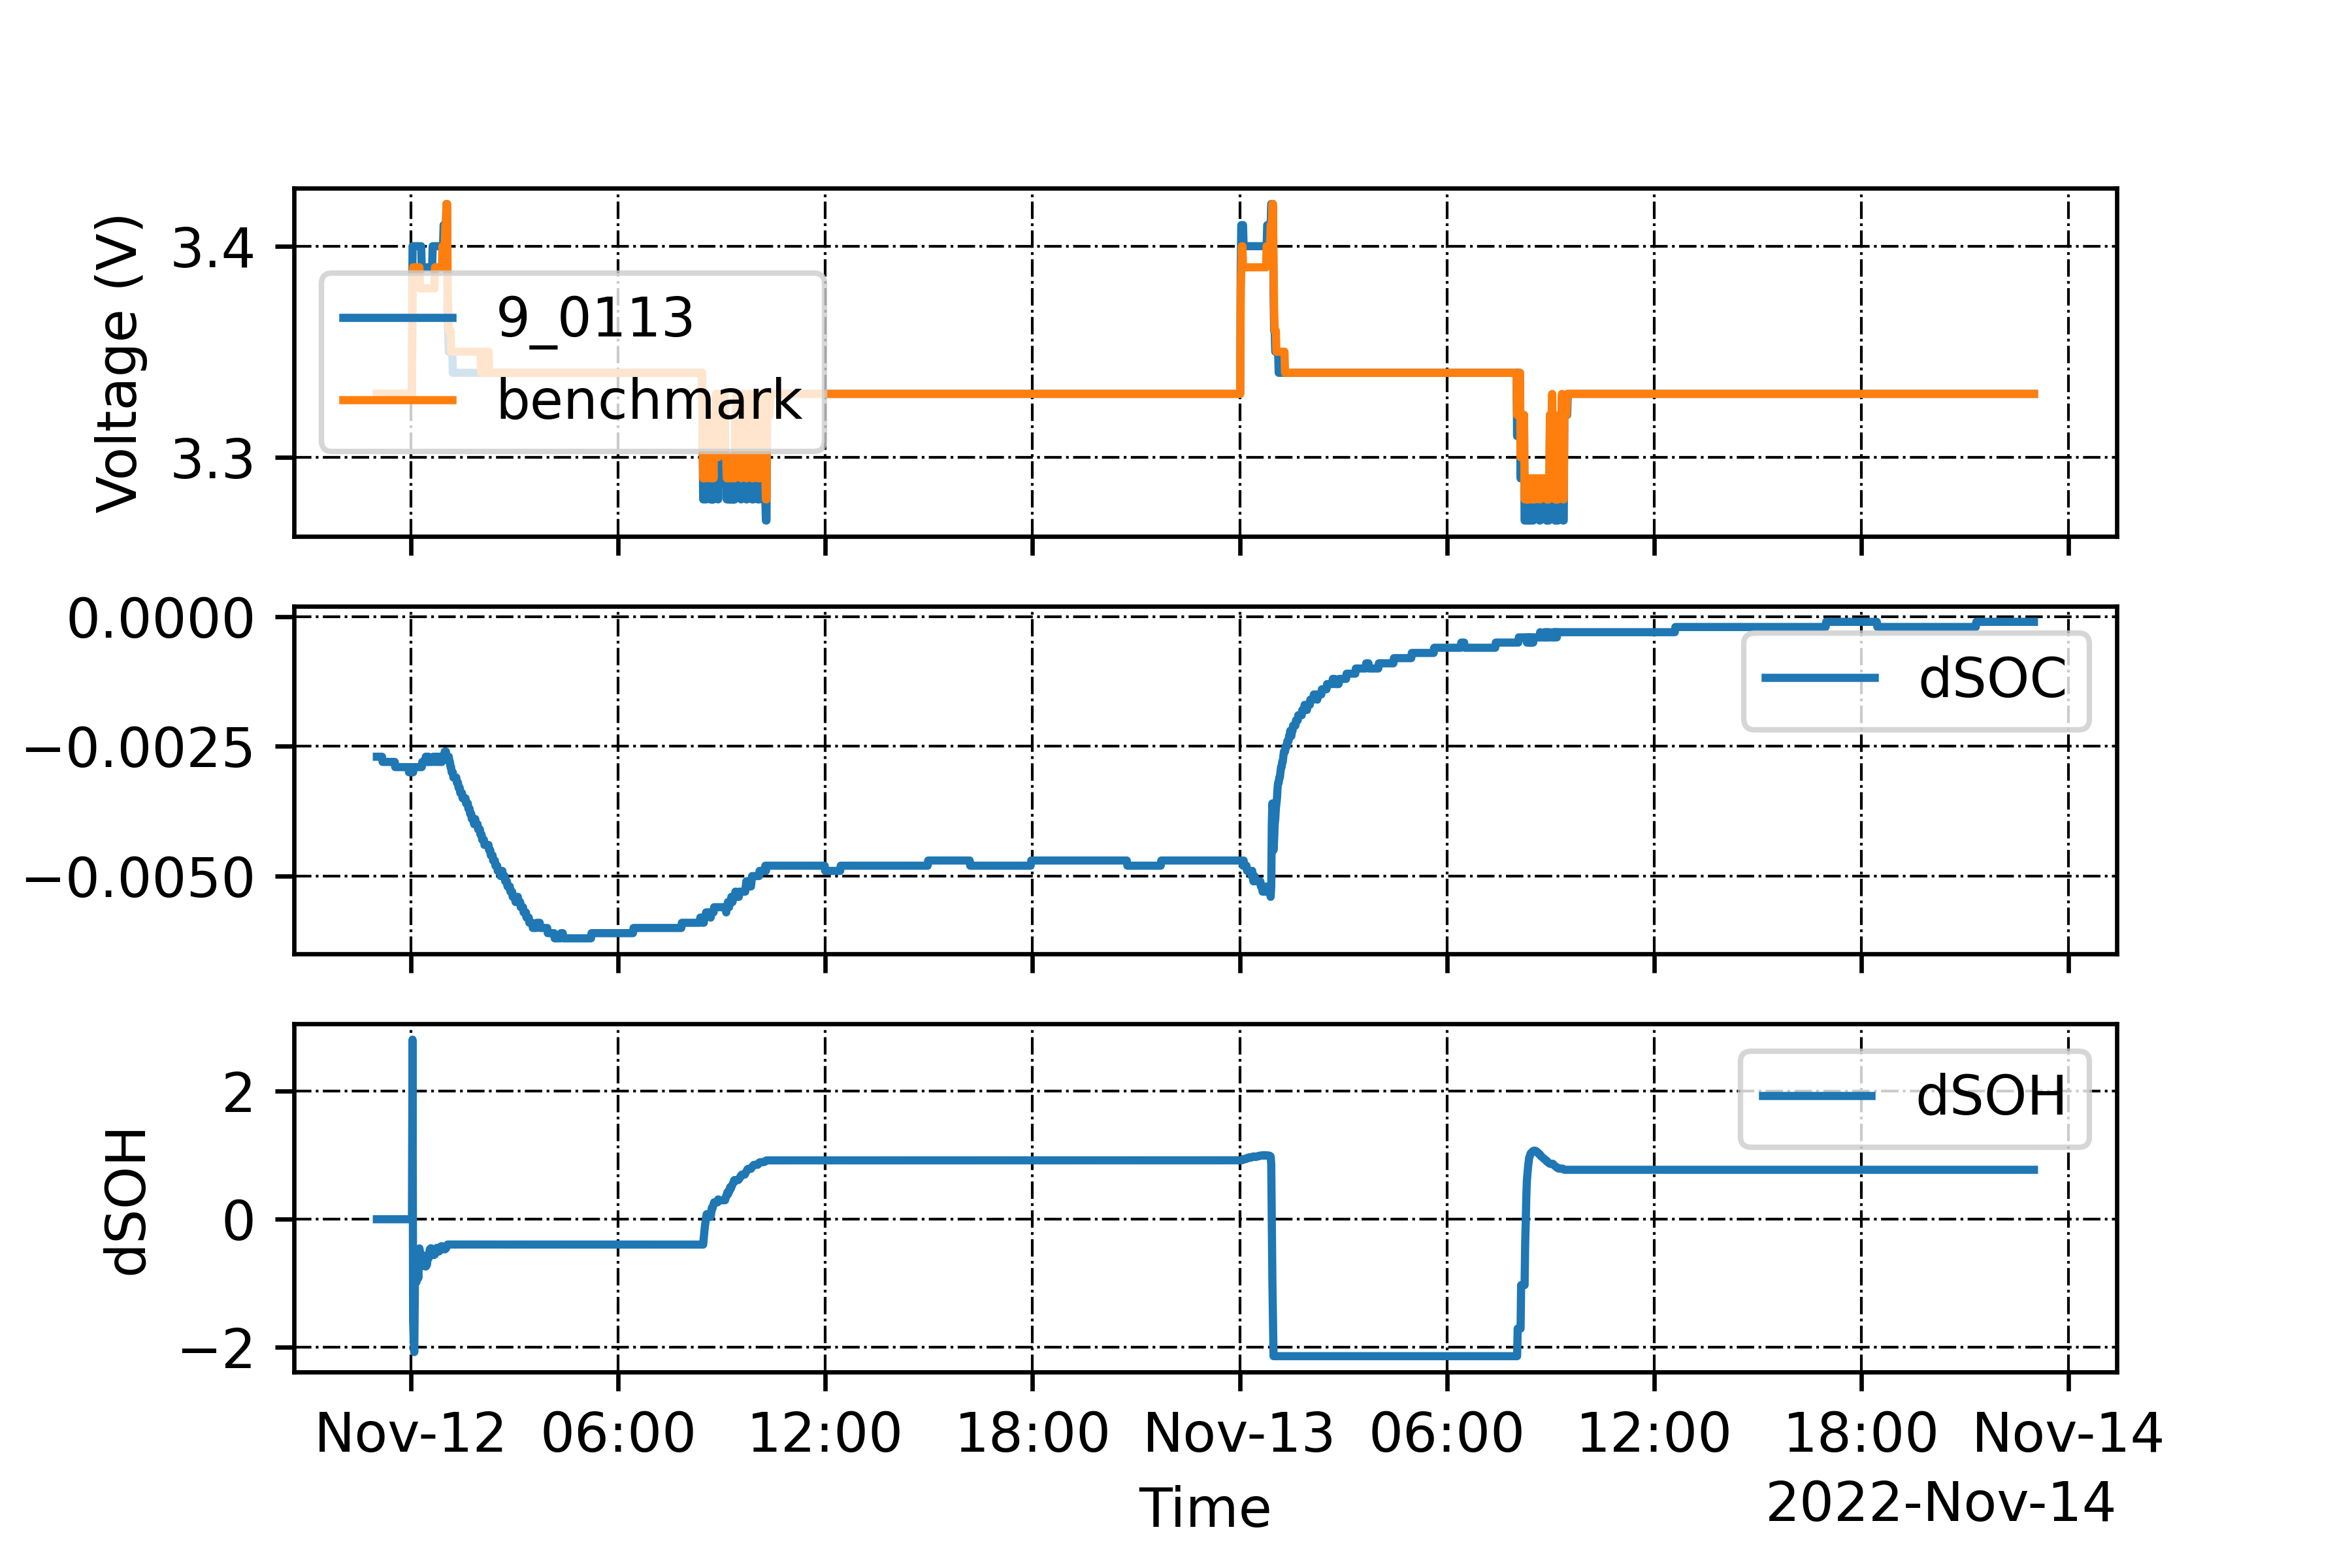 Voltage (V)
3.4
3.3
9_0113
benchmark
0.0000
−0.0025
−0.0050
dSOC
dSOH
2
0
−2
dSOH
Nov-12 06:00 12:00 18:00 Nov-13 06:00 12:00 18:00 Nov-14
Time
2022-Nov-14